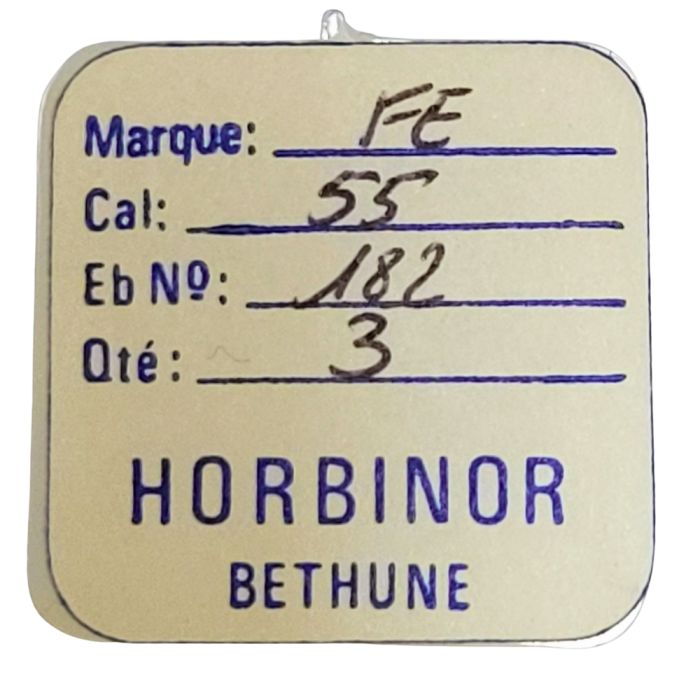 Marque: FE
Cal: 55
Eb Nº: 182
Qté: 3
HORBINOR
BETHUNE